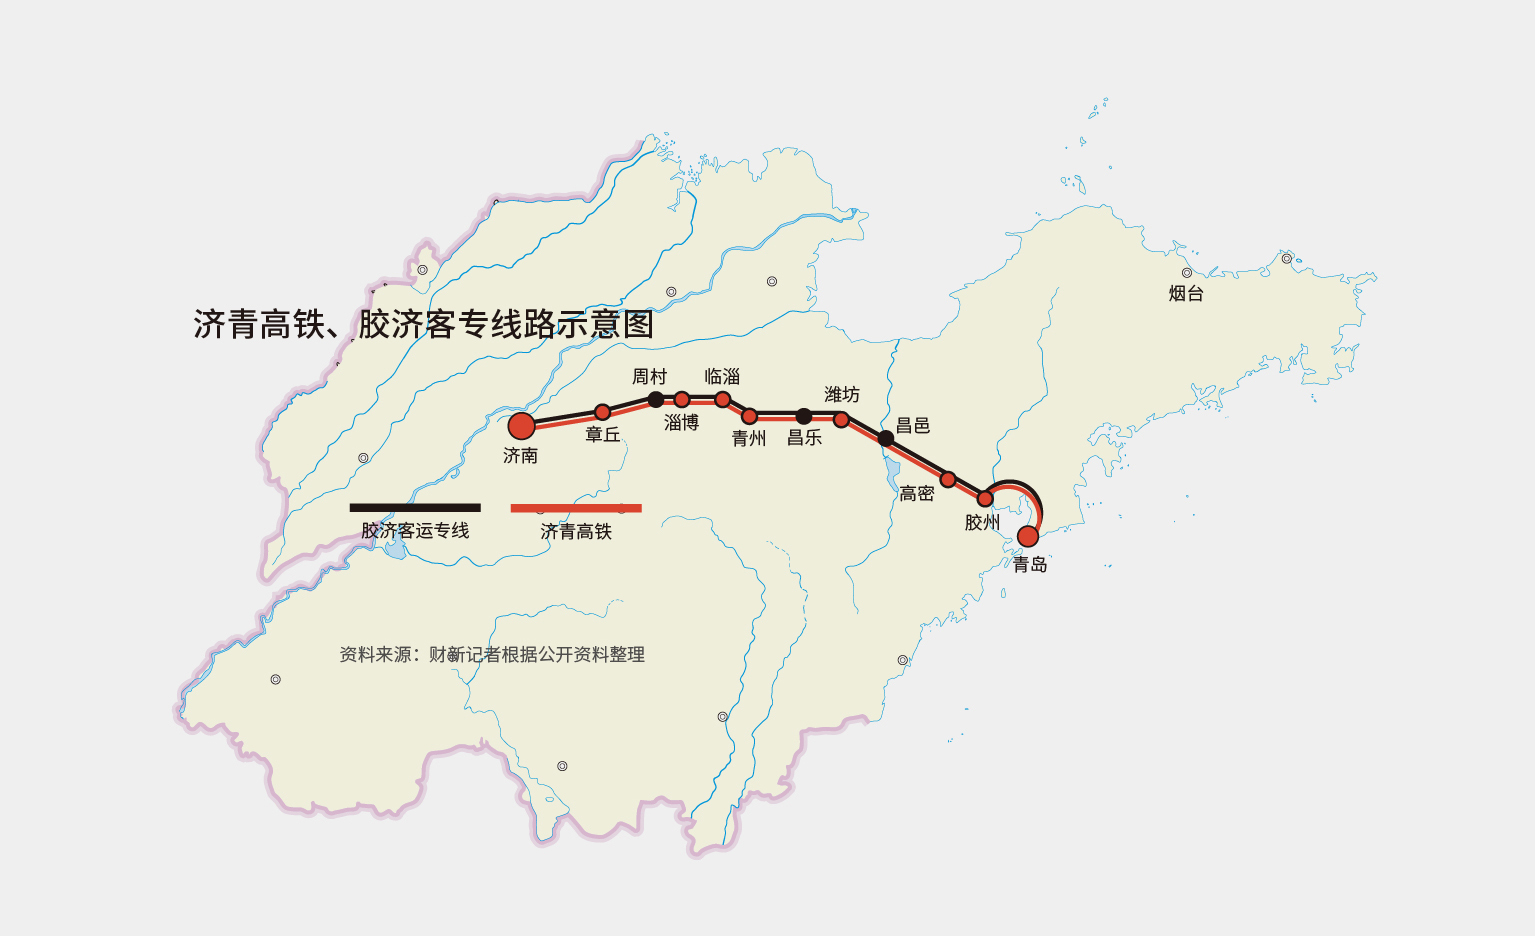 烟台
济青高铁、胶济客专线路示意图
周村
临淄
潍坊
淄博
章丘
青州
昌乐
昌邑
济南
高密
胶州
胶济客运专线
济青高铁
青岛
资料来源：财新记者根据公开资料整理